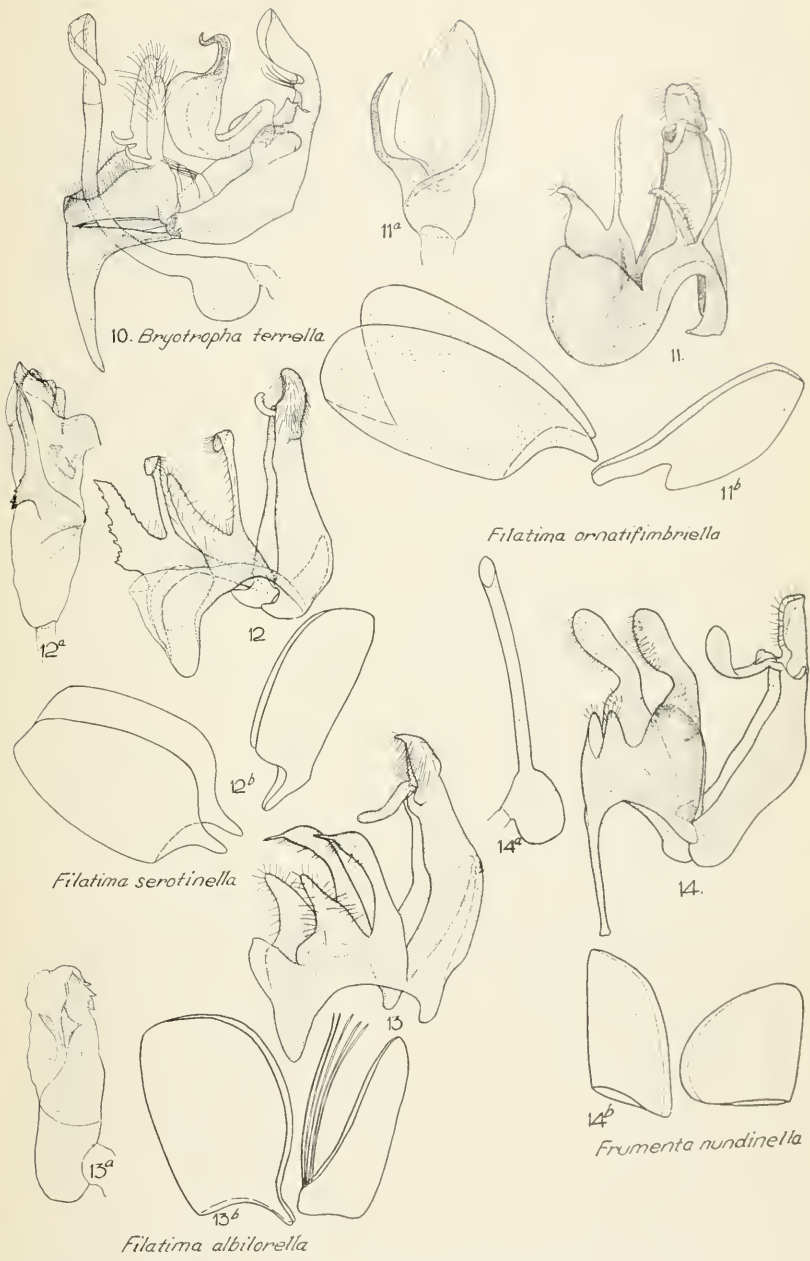 10. Bryotropha terrella
11ᵃ
11.
11ᵇ
Filatima ornatifimbriella
12ᵃ
12
12ᵇ
Filatima serotinella
14ᵃ
14.
13
13ᵃ
13ᵇ
Filatima albilorella
14ᵇ
Frumenta nundinella